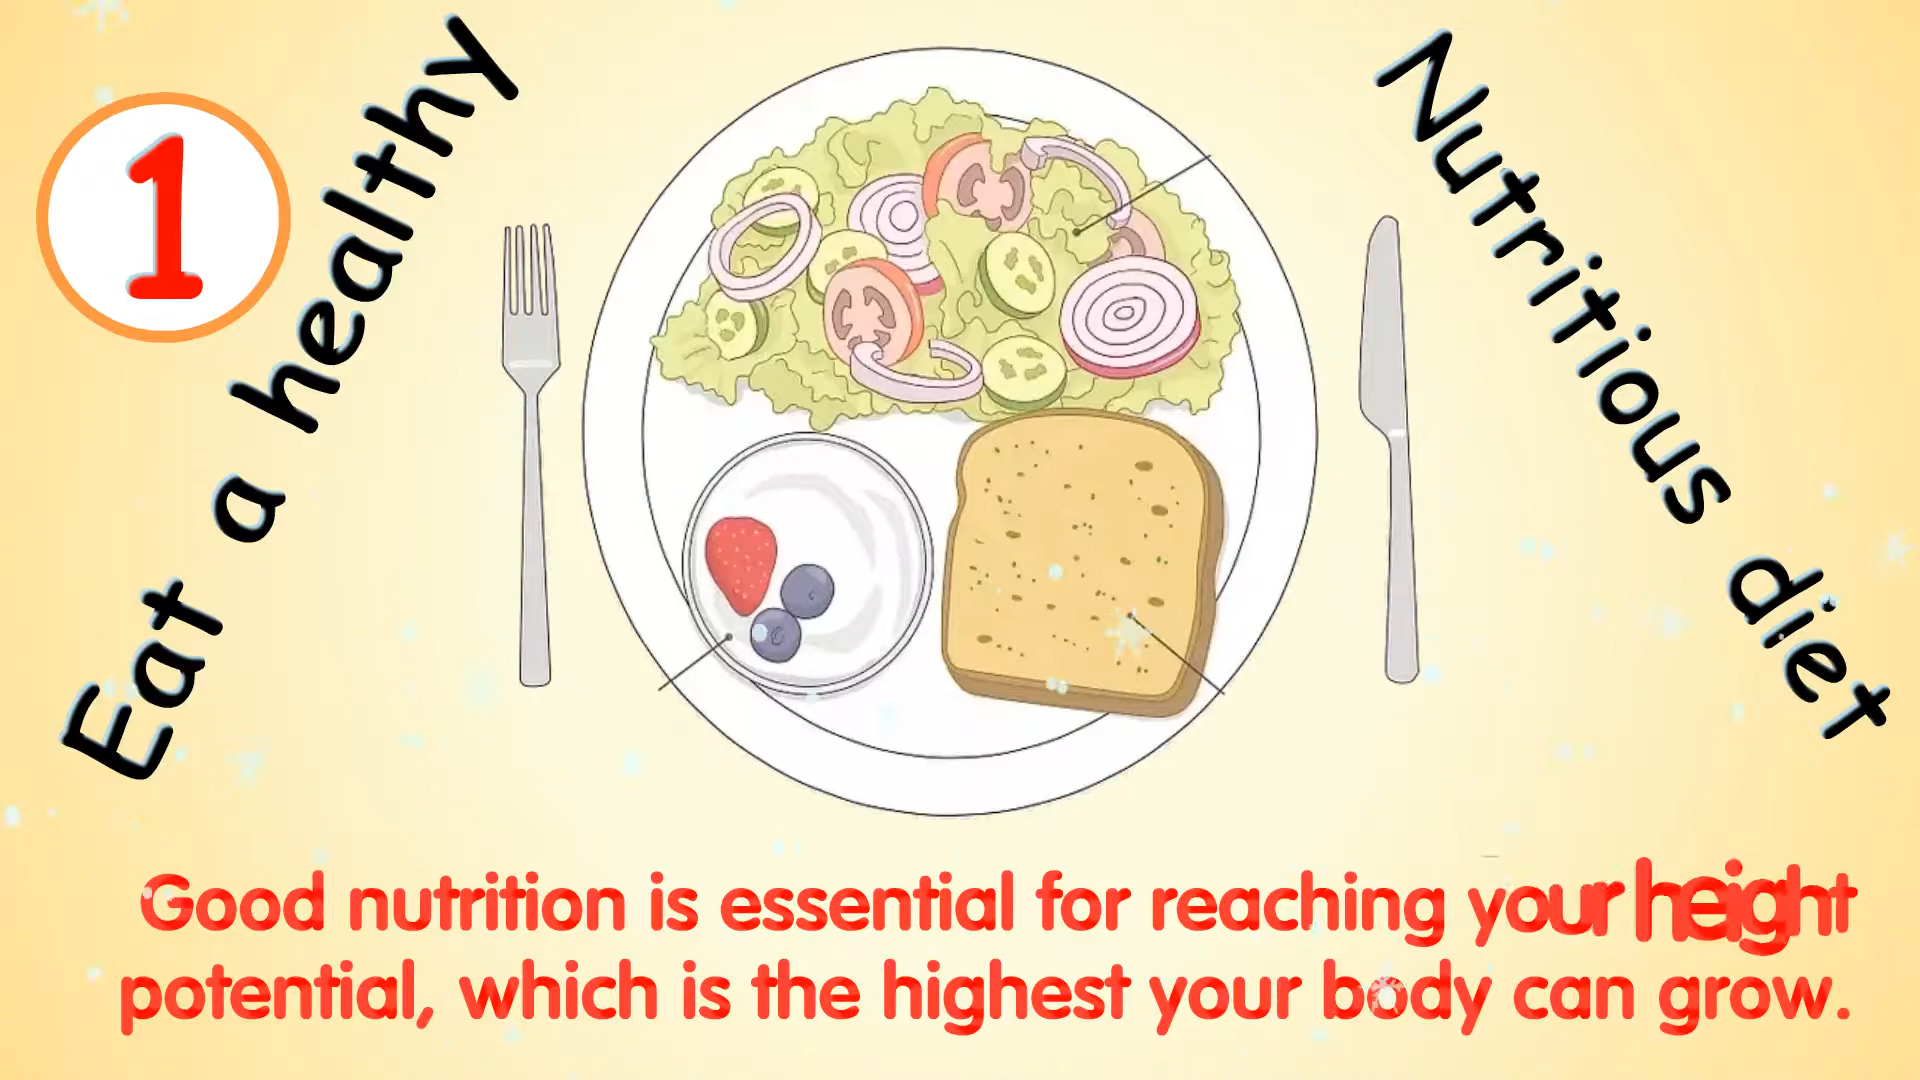 1
Eat a healthy
Nutritious diet
Good nutrition is essential for reaching your height
potential, which is the highest your body can grow.